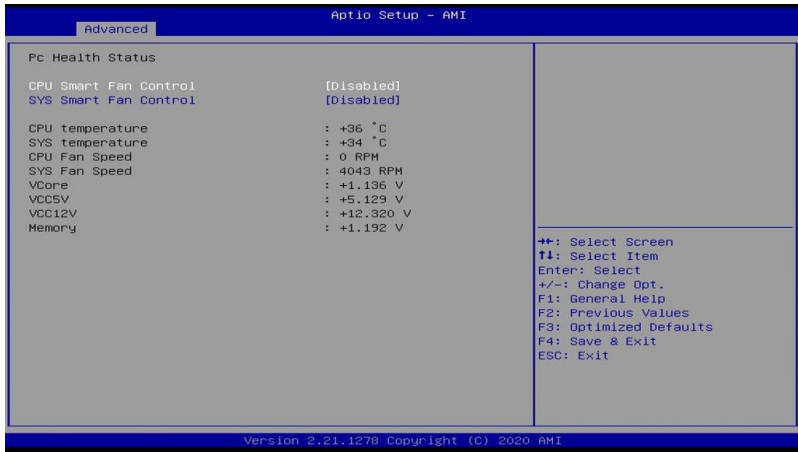 Aptio Setup - AMI
Advanced
Pc Health Status
CPU Smart Fan Control [Disabled]
SYS Smart Fan Control [Disabled]
CPU temperature : +36 ˚C
SYS temperature : +34 ˚C
CPU Fan Speed : 0 RPM
SYS Fan Speed : 4043 RPM
VCore : +1.136 V
VCC5V : +5.129 V
VCC12V : +12.320 V
Memory : +1.192 V
→←: Select Screen
↑↓: Select Item
Enter: Select
+/-: Change Opt.
F1: General Help
F2: Previous Values
F3: Optimized Defaults
F4: Save & Exit
ESC: Exit
Version 2.21.1278 Copyright (C) 2020 AMI